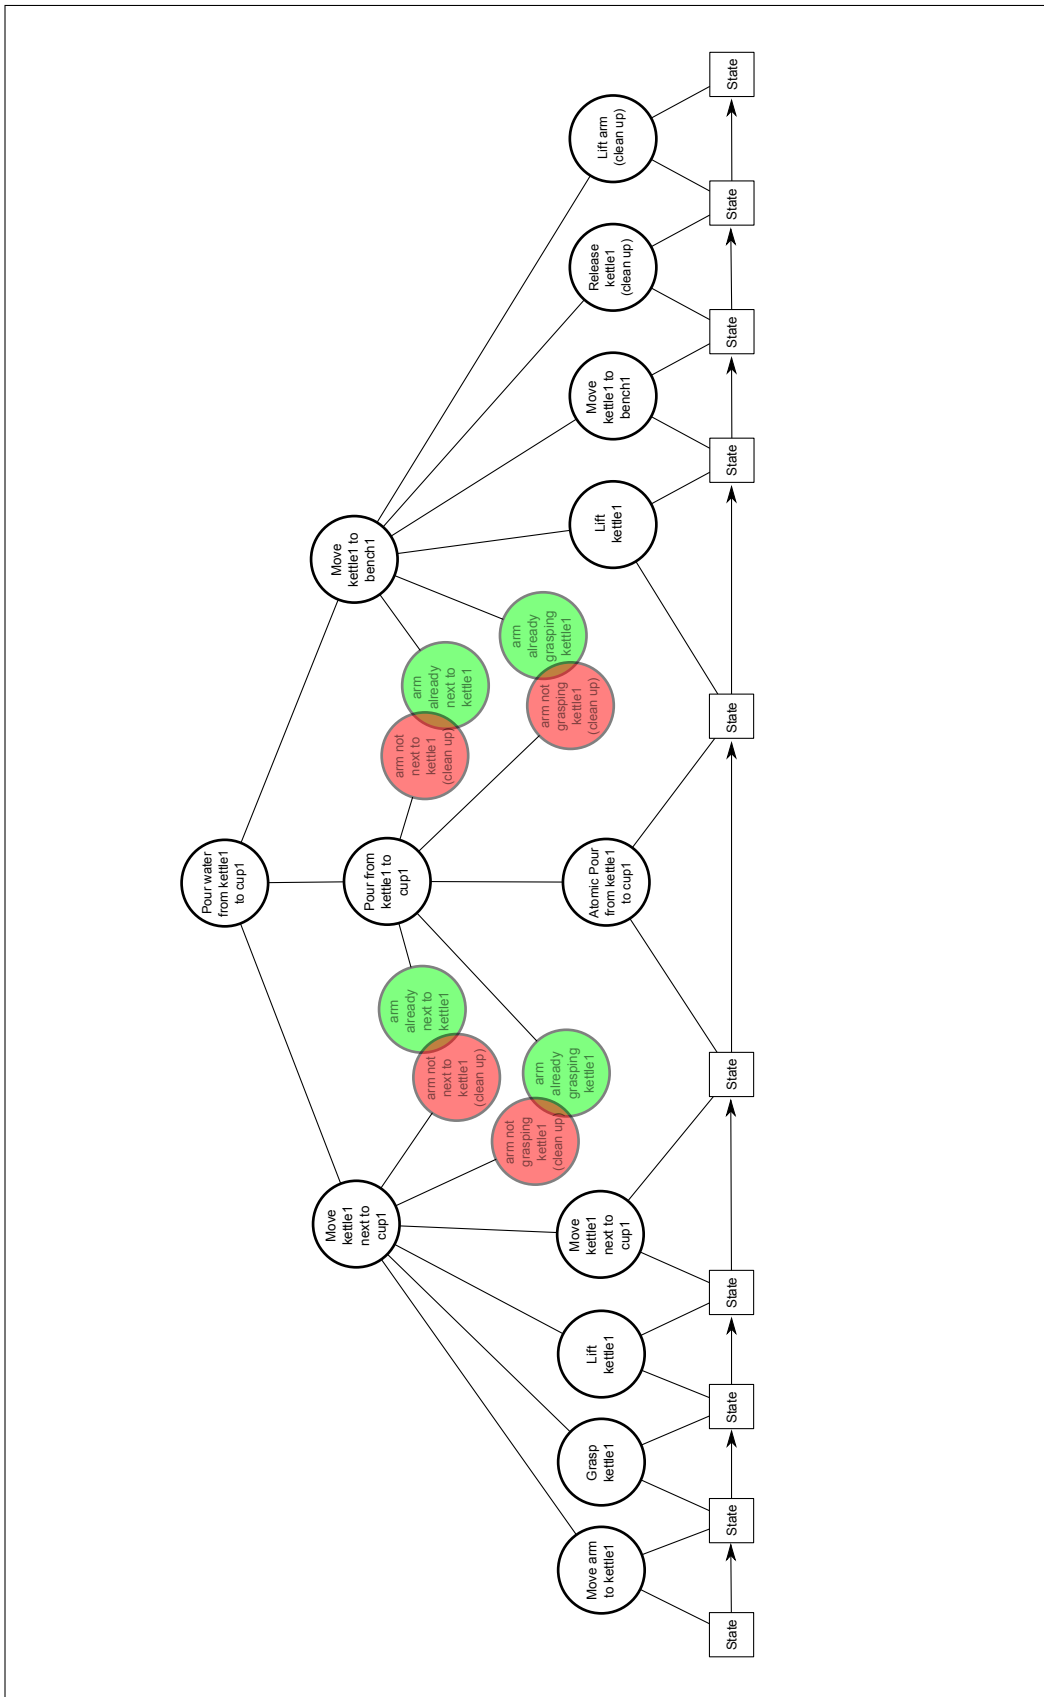 Pour water
from kettle1
to cup1
Move
kettle1
next to
cup1
Pour from
kettle1 to
cup1
Move
kettle1 to
bench1
arm not
next to
kettle1
(clean up)
arm
already
next to
kettle1
arm not
next to
kettle1
(clean up)
arm
already
next to
kettle1
arm not
grasping
kettle1
(clean up)
arm
already
grasping
kettle1
arm not
grasping
kettle1
(clean up)
arm
already
grasping
kettle1
Move arm
to kettle1
Grasp
kettle1
Lift
kettle1
Move
kettle1
next to
cup1
Atomic Pour
from kettle1
to cup1
Lift
kettle1
Move
kettle1 to
bench1
Release
kettle1
(clean up)
Lift arm
(clean up)
State
State
State
State
State
State
State
State
State
State